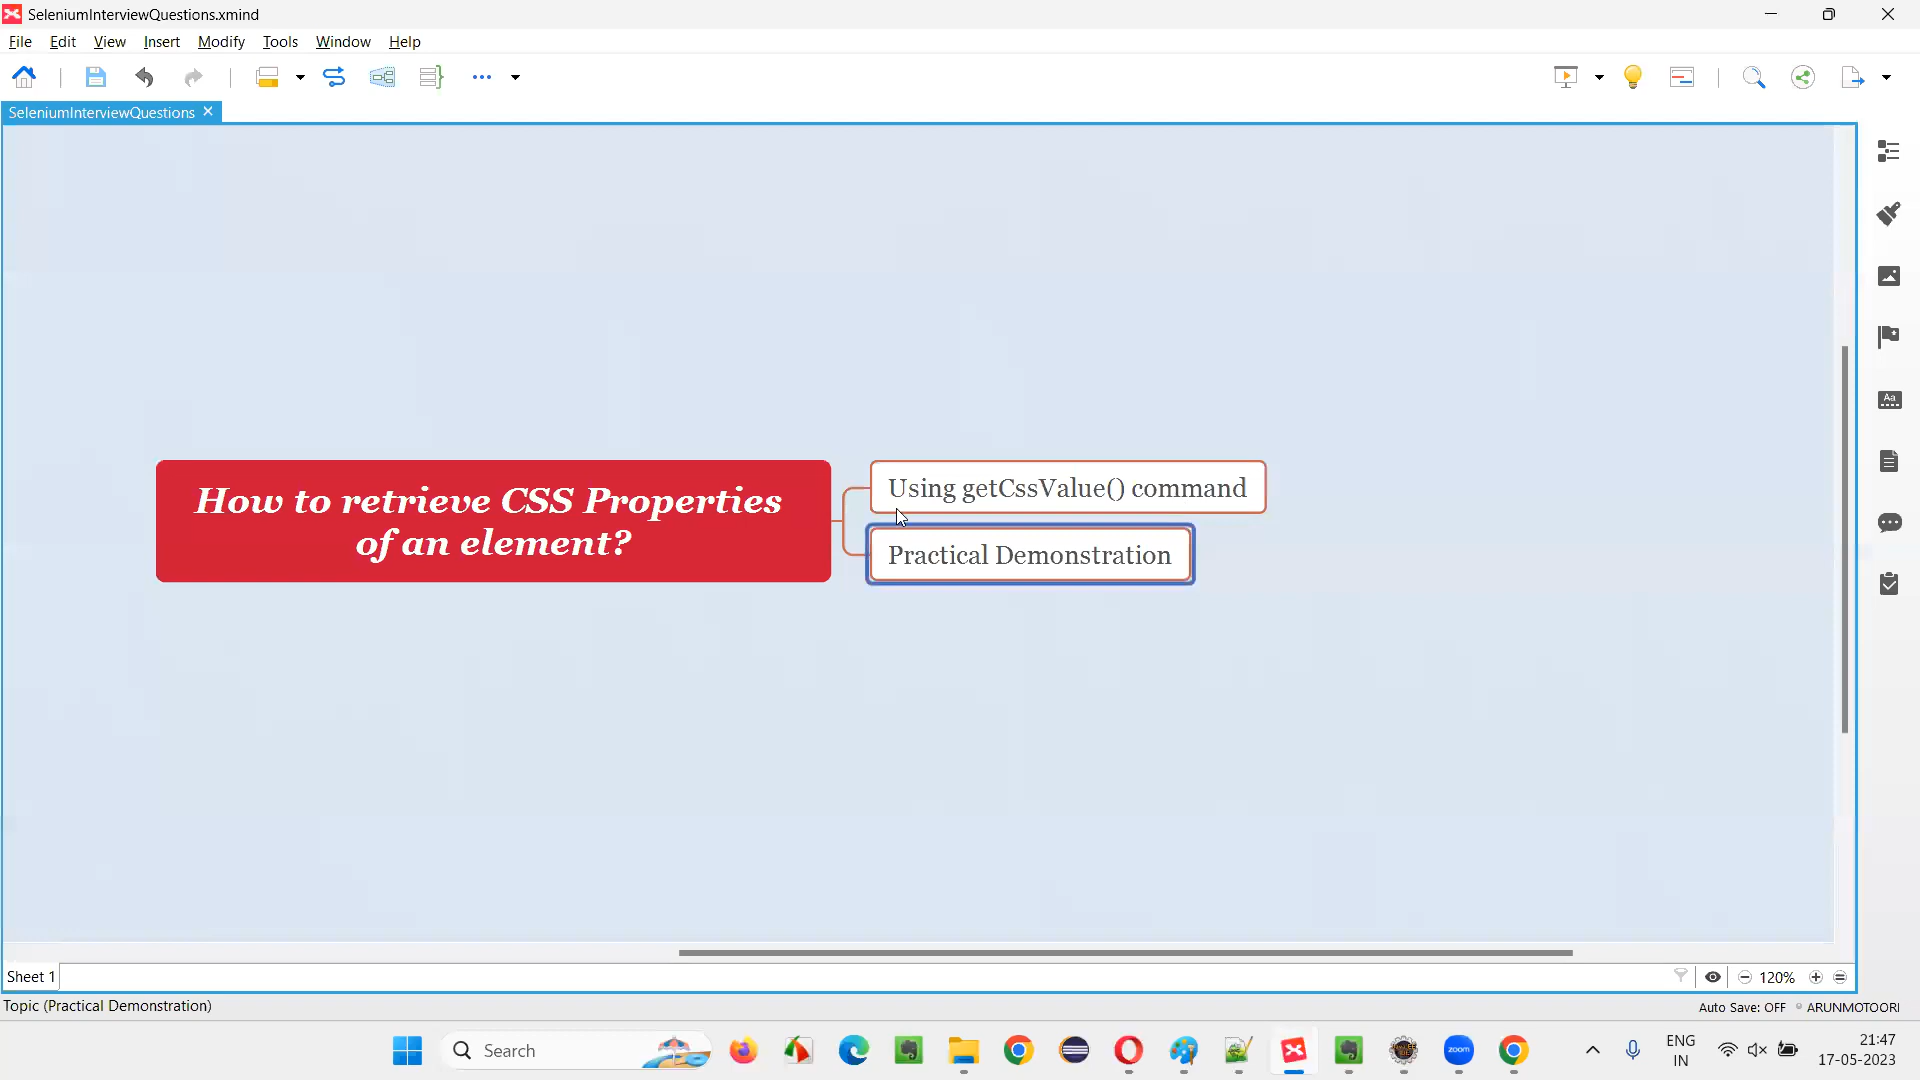 SeleniumInterviewQuestions.xmind
File Edit View Insert Modify Tools Window Help
SeleniumInterviewQuestions
How to retrieve CSS Properties
of an element?
Using getCssValue() command
Practical Demonstration
Aa
Sheet 1
120%
Topic (Practical Demonstration)
Auto Save: OFF
ARUNMOTOORI
Search
zoom
ENG
IN
21:47
17-05-2023